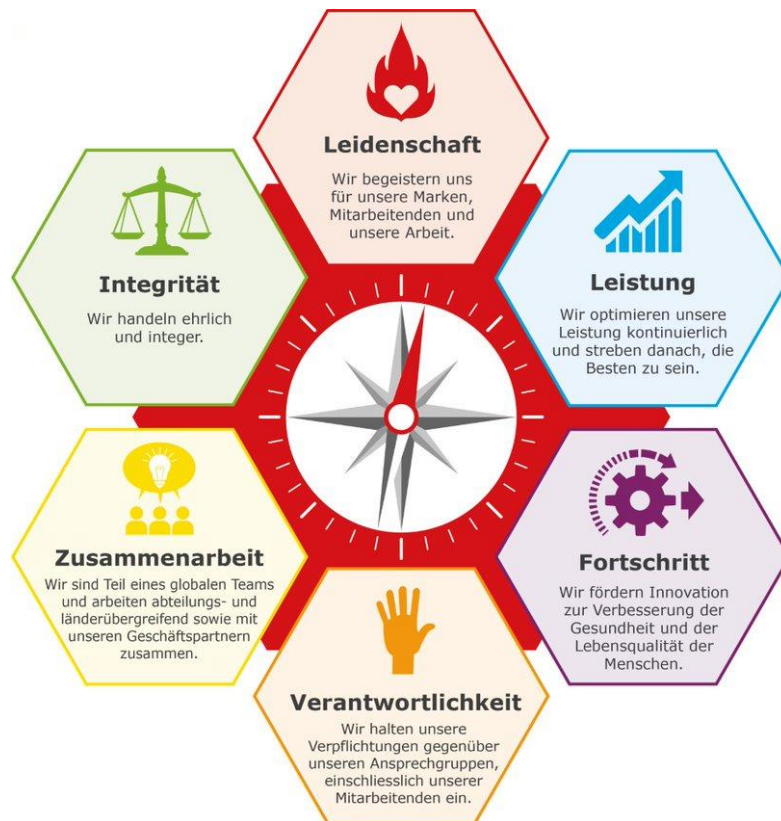 Leidenschaft
Wir begeistern uns
für unsere Marken,
Mitarbeitenden und
unsere Arbeit.
Integrität
Wir handeln ehrlich
und integer.
Leistung
Wir optimieren unsere
Leistung kontinuierlich
und streben danach, die
Besten zu sein.
Zusammenarbeit
Wir sind Teil eines globalen Teams
und arbeiten abteilungs- und
länderübergreifend sowie mit
unseren Geschäftspartnern
zusammen.
Fortschritt
Wir fördern Innovation
zur Verbesserung der
Gesundheit und der
Lebensqualität der
Menschen.
Verantwortlichkeit
Wir halten unsere
Verpflichtungen gegenüber
unseren Ansprechgruppen,
einschliesslich unserer
Mitarbeitenden ein.